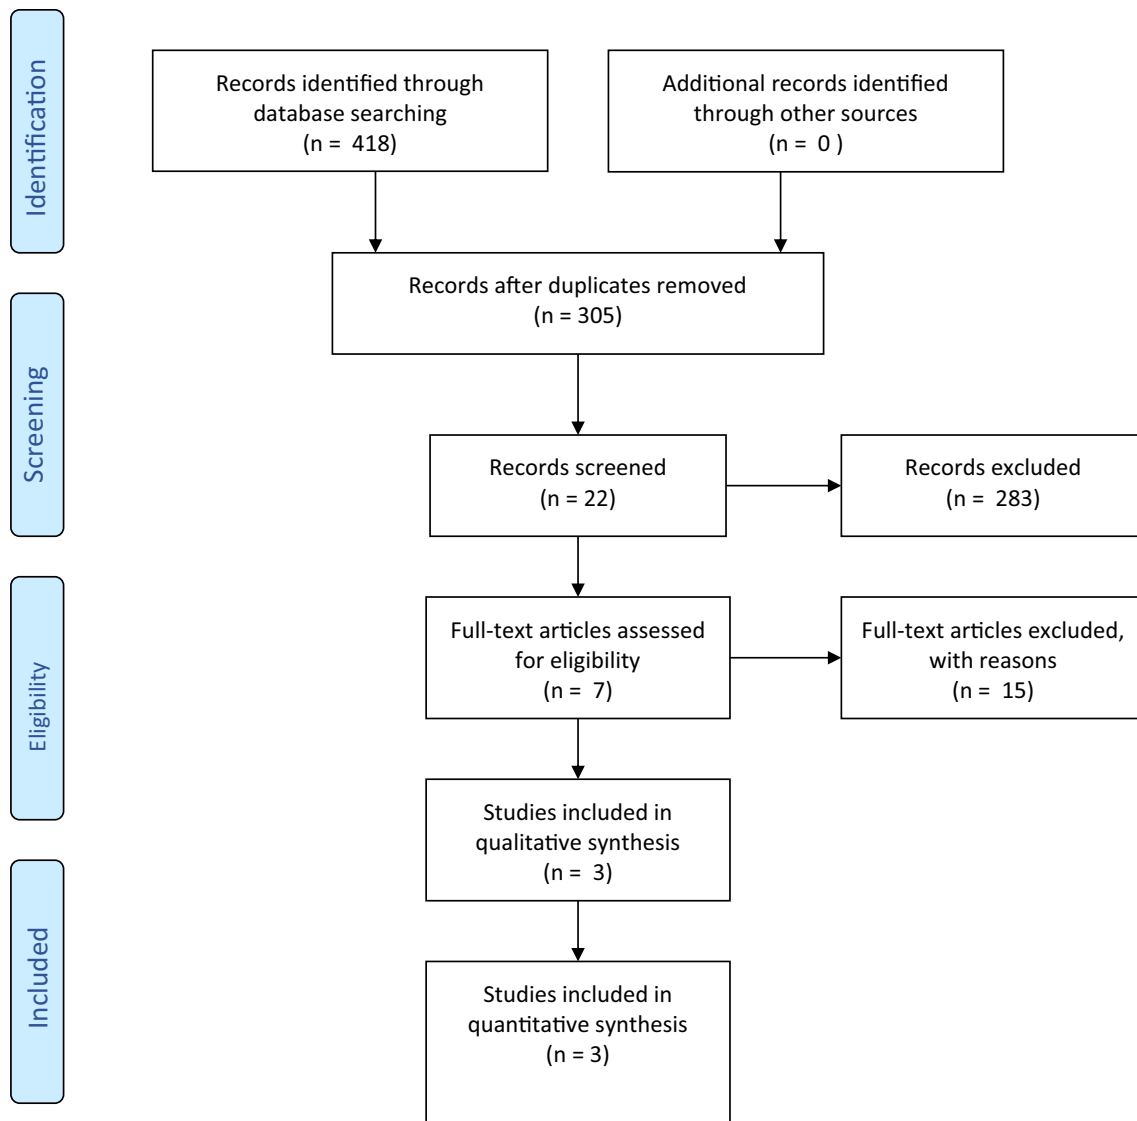 Identification
Records identified through
database searching
(n = 418)
Additional records identified
through other sources
(n = 0 )
Records after duplicates removed
(n = 305)
Screening
Records screened
(n = 22)
Records excluded
(n = 283)
Eligibility
Full-text articles assessed
for eligibility
(n = 7)
Full-text articles excluded,
with reasons
(n = 15)
Studies included in
qualitative synthesis
(n = 3)
Included
Studies included in
quantitative synthesis
(n = 3)